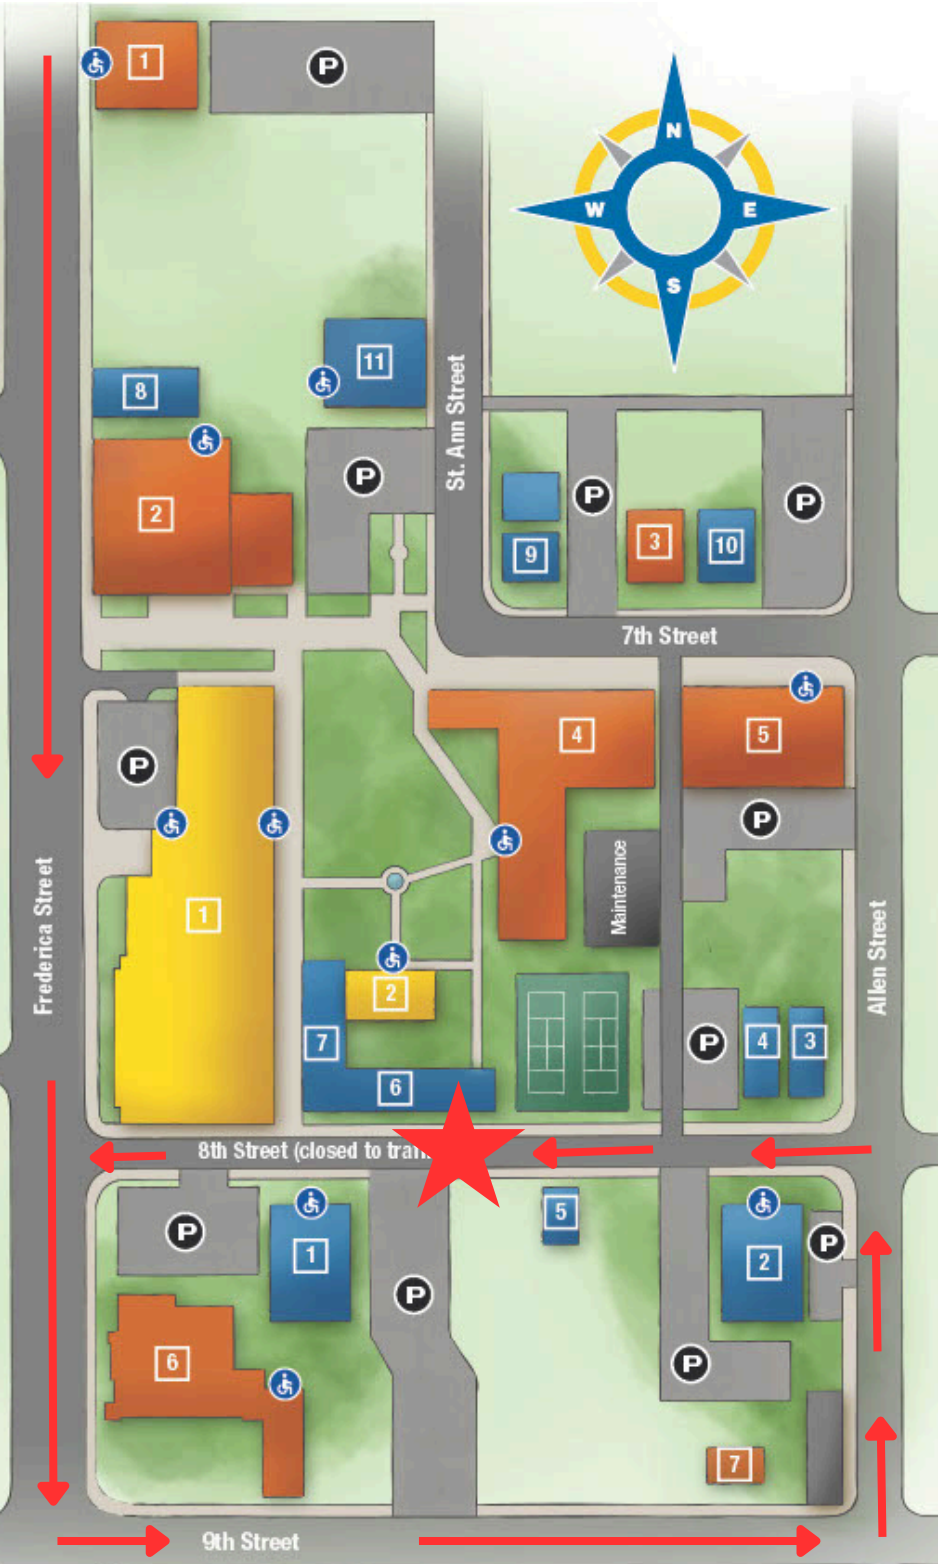 1
P
N
W
E
S
11
8
St. Ann Street
P
2
P
P
9
3
10
7th Street
4
5
P
P
Maintenance
1
Frederica Street
Allen Street
2
7
P
4
3
6
8th Street (closed to traf
5
P
1
2
P
P
6
P
7
9th Street